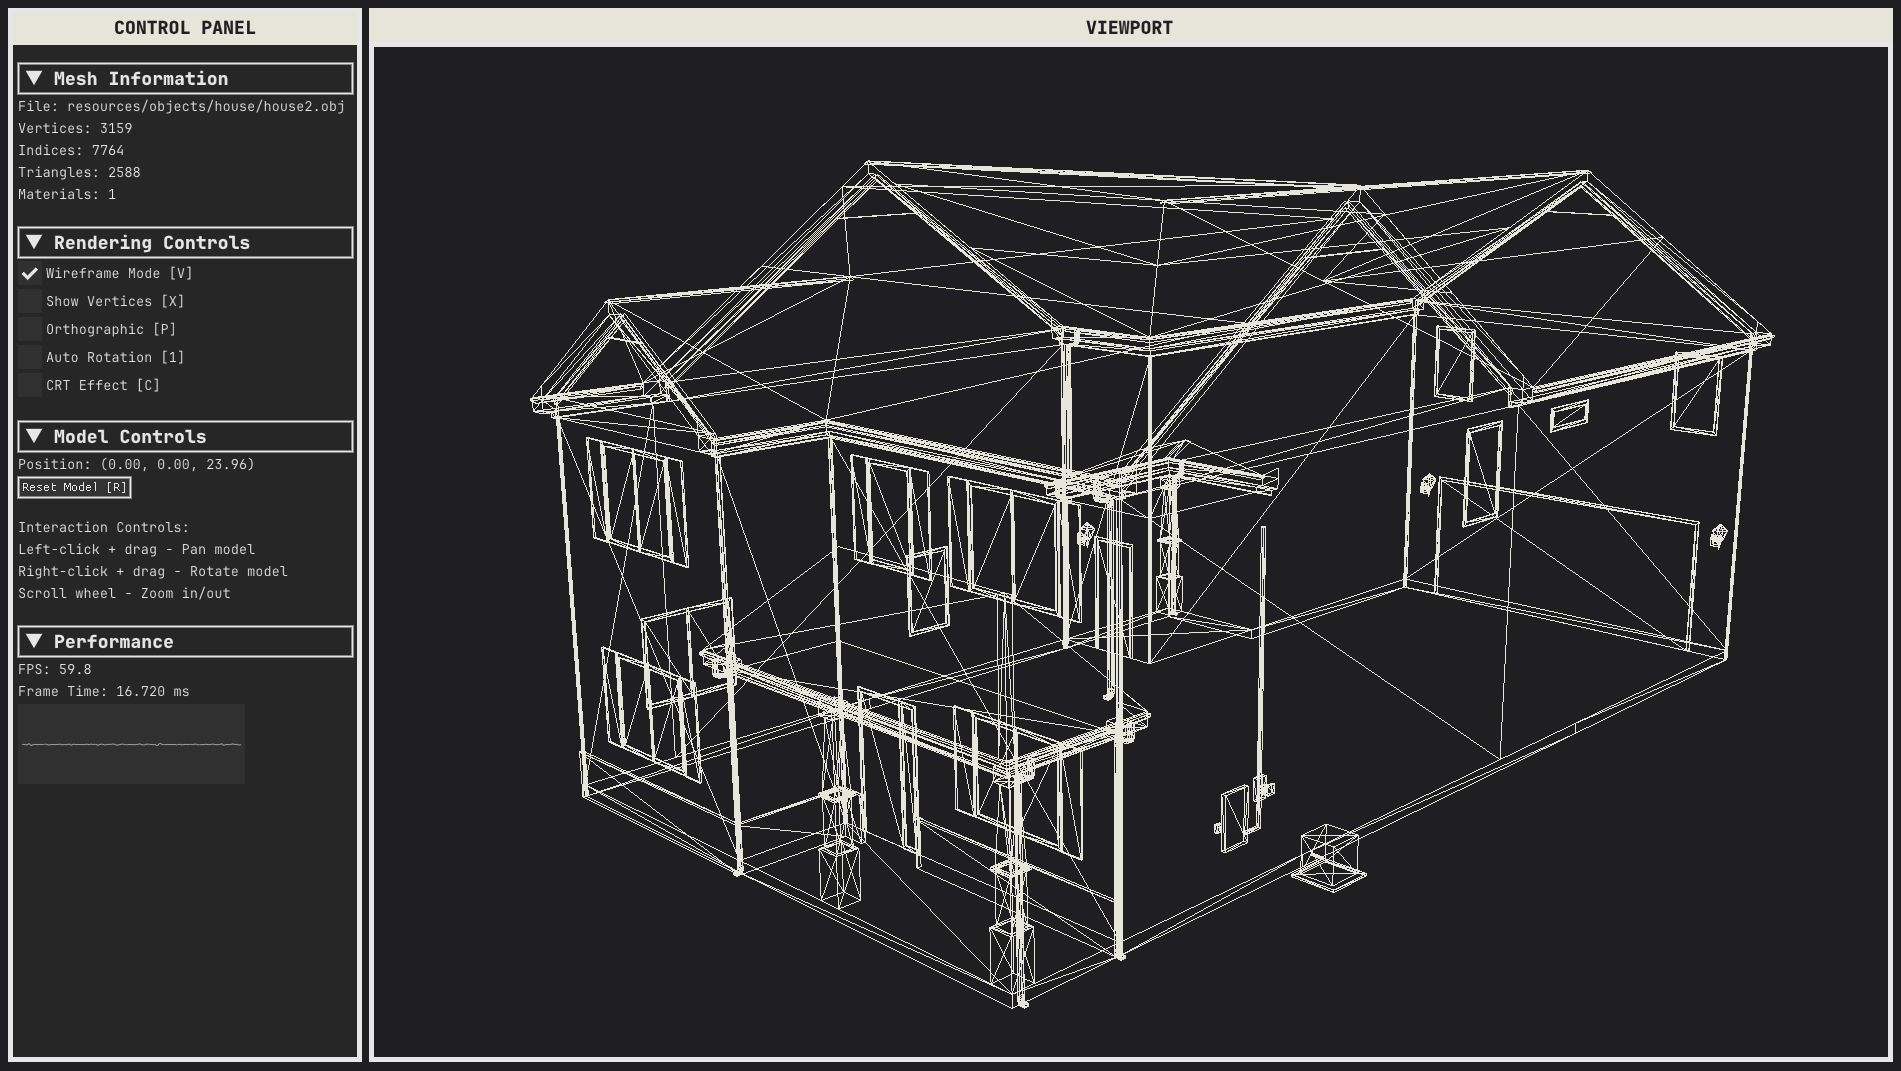 CONTROL PANEL
Mesh Information
File: resources/objects/house/house2.obj
Vertices: 3159
Indices: 7764
Triangles: 2588
Materials: 1
Rendering Controls
Wireframe Mode [V]
Show Vertices [X]
Orthographic [P]
Auto Rotation [1]
CRT Effect [C]
Model Controls
Position: (0.00, 0.00, 23.96)
Reset Model [R]
Interaction Controls:
Left-click + drag - Pan model
Right-click + drag - Rotate model
Scroll wheel - Zoom in/out
Performance
FPS: 59.8
Frame Time: 16.720 ms
VIEWPORT